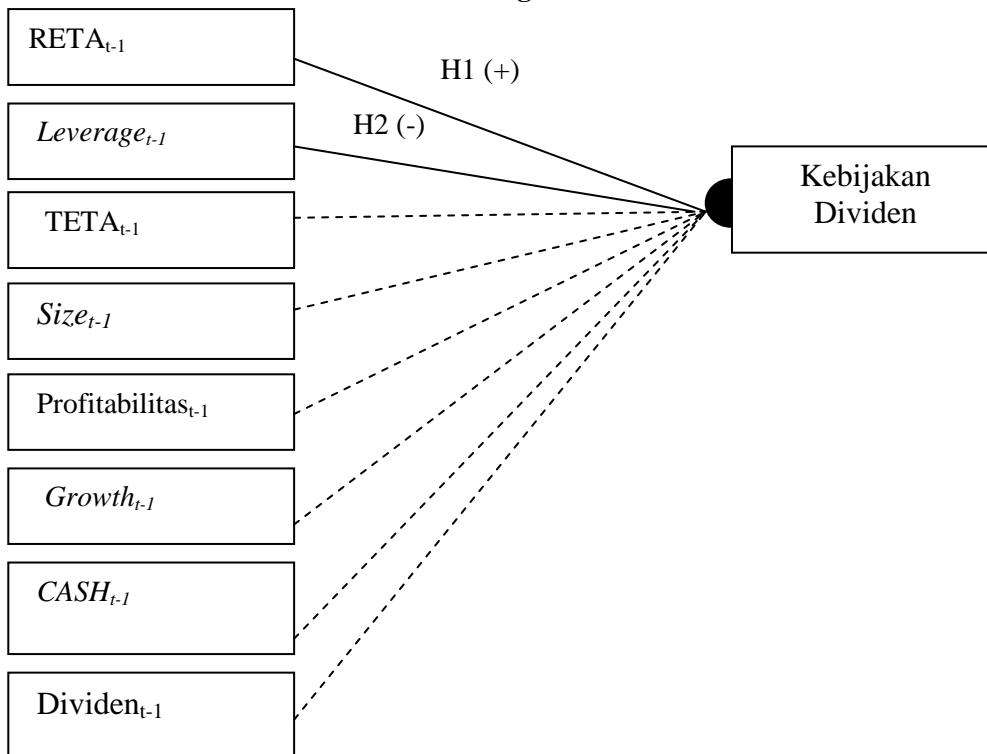 RETAₜ₋₁
H1 (+)
Leverageₜ₋₁
H2 (-)
TETAₜ₋₁
Kebijakan
Dividen
Sizeₜ₋₁
Profitabilitasₜ₋₁
Growthₜ₋₁
CASHₜ₋₁
Dividenₜ₋₁